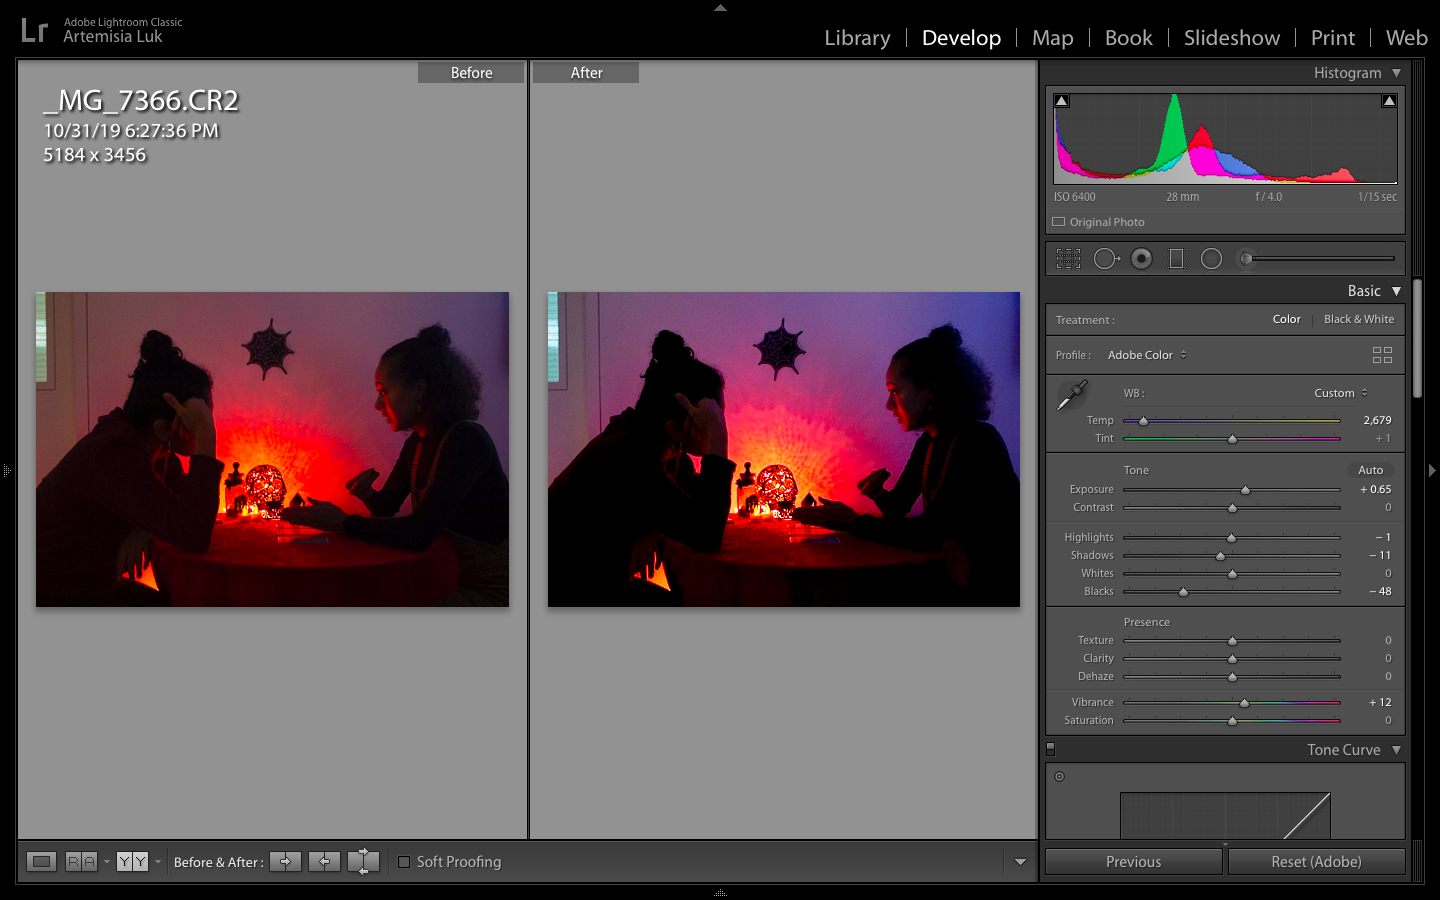 Lr
Adobe Lightroom Classic
Artemisia Luk
Library | Develop | Map | Book | Slideshow | Print | Web
Before
After
_MG_7366.CR2
10/31/19 6:27:36 PM
5184 x 3456
Histogram
ISO 6400 28 mm f / 4.0 1/15 sec
Original Photo
Basic
Treatment : Color | Black & White
Profile : Adobe Color
WB : Custom
Temp 2,679
Tint + 1
Tone Auto
Exposure + 0.65
Contrast 0
Highlights − 1
Shadows − 11
Whites 0
Blacks − 48
Presence
Texture 0
Clarity 0
Dehaze 0
Vibrance + 12
Saturation 0
Tone Curve
R A Y Y Before & After : Soft Proofing
Previous Reset (Adobe)